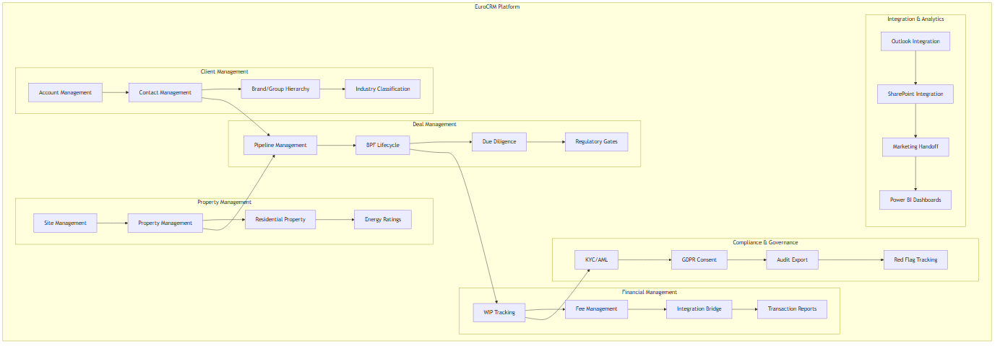 EuroCRM Platform
Integration & Analytics
Outlook Integration
SharePoint Integration
Marketing Handoff
Power BI Dashboards
Client Management
Account Management
Contact Management
Brand/Group Hierarchy
Industry Classification
Deal Management
Pipeline Management
BPF Lifecycle
Due Diligence
Regulatory Gates
Property Management
Site Management
Property Management
Residential Property
Energy Ratings
Compliance & Governance
KYC/AML
GDPR Consent
Audit Export
Red Flag Tracking
Financial Management
WIP Tracking
Fee Management
Integration Bridge
Transaction Reports